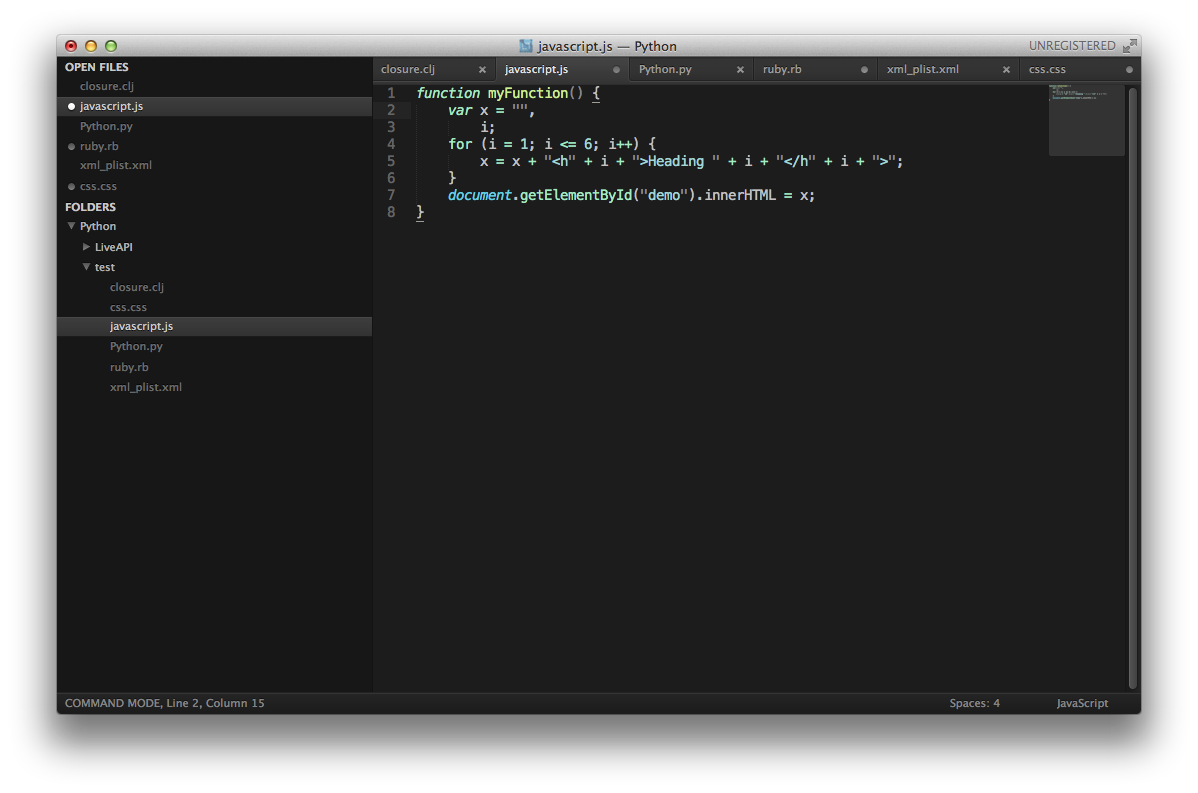 javascript.js — Python
UNREGISTERED
OPEN FILES
closure.clj
javascript.js
Python.py
ruby.rb
xml_plist.xml
css.css
FOLDERS
Python
LiveAPI
test
closure.clj
css.css
javascript.js
Python.py
ruby.rb
xml_plist.xml
closure.clj javascript.js Python.py ruby.rb xml_plist.xml css.css
1 function myFunction() {
2     var x = "",
3         i;
4     for (i = 1; i <= 6; i++) {
5         x = x + "<h" + i + ">Heading " + i + "</h" + i + ">";
6     }
7     document.getElementById("demo").innerHTML = x;
8 }
COMMAND MODE, Line 2, Column 15
Spaces: 4
JavaScript